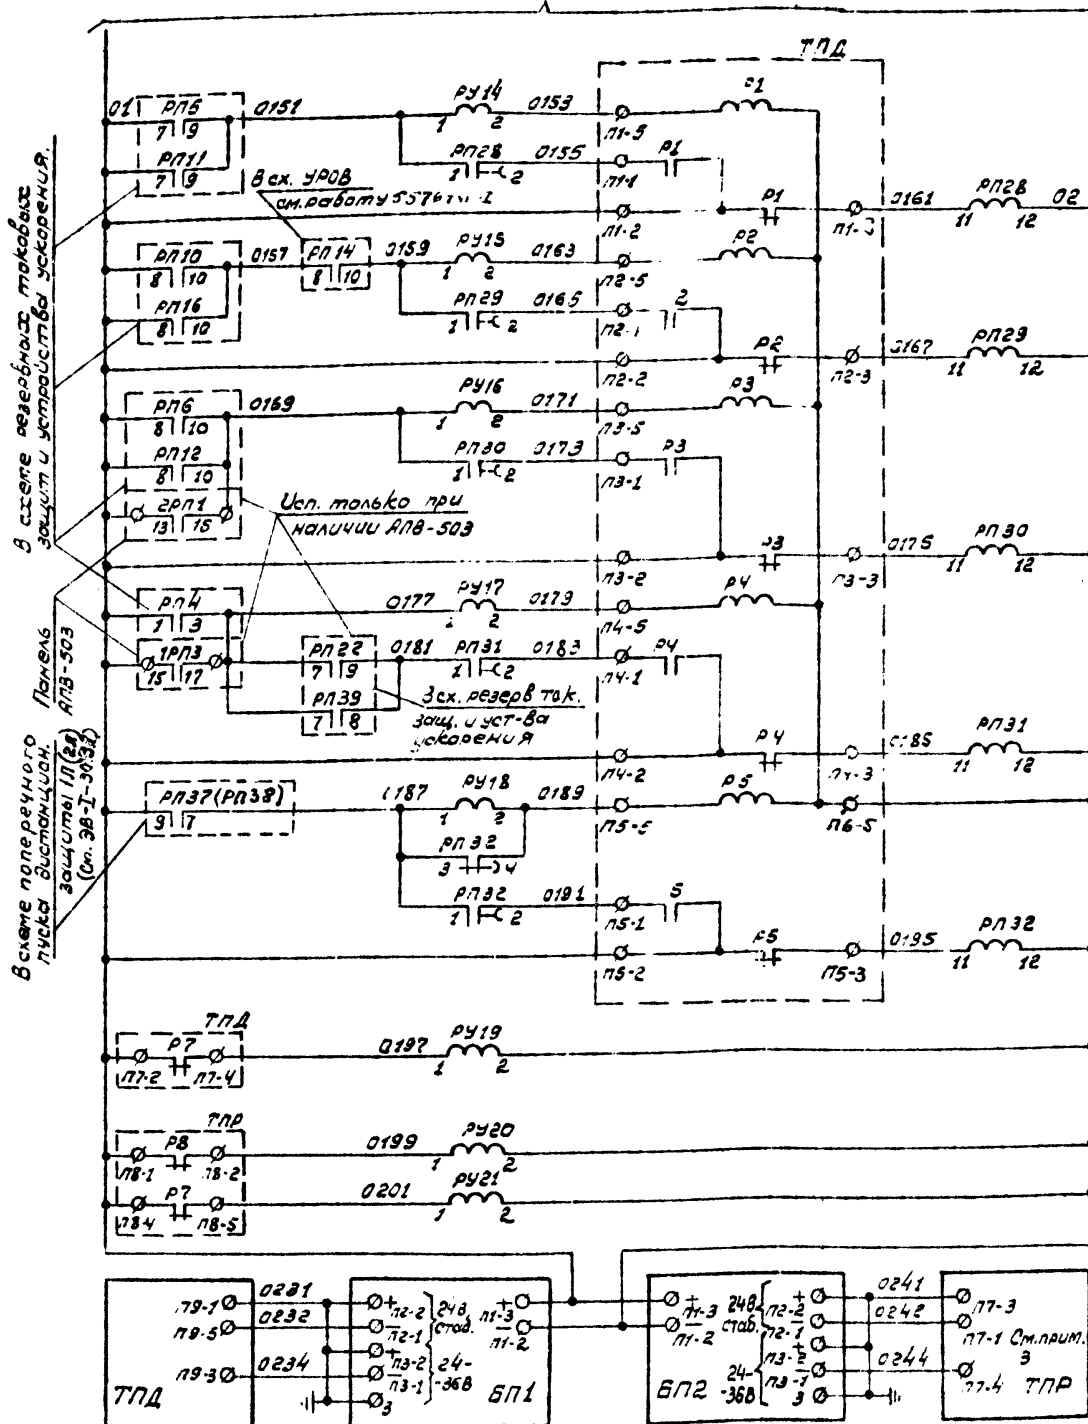 ТПД
01
РП5
7 9
0151
РУ14
1 2
0153
П1-5
РП11
7 9
РП28
1 2
0155
П1-1
Р1
В сх. УРОВ
см. работу
П1-2
Р1
П1-3
0161
РП28
11 12
02
РП10
8 10
0157
РП14
8 10
0159
РУ15
1 2
0163
П2-5
Р2
РП16
8 10
РП29
1 2
0165
П2-1
2
П2-2
Р2
П2-3
0167
РП29
11 12
РП6
8 10
0169
РУ16
1 2
0171
П3-5
Р3
РП12
8 10
РП30
1 2
0173
П3-1
Р3
2РП1
13 15
Исп. только при
наличии АПВ-503
П3-2
Р3
П3-3
0175
РП30
11 12
РП4
1 3
0177
РУ17
1 2
0179
П4-5
Р4
1РП3
15 17
РП22
7 9
0181
РП31
1 2
0183
П4-1
Р4
РП39
7 8
В сх. резерв ток.
защ. и уст-ва
ускорения
П4-2
Р4
П4-3
0185
РП31
11 12
РП37(РП38)
9 7
0187
РУ18
1 2
0189
П5-5
Р5
П6-5
РП32
3 4
РП32
1 2
0191
П5-1
5
П5-2
Р5
П5-3
0195
РП32
11 12
В схеме резервных токовых
защит и устройства ускорения.
Панель
АПВ-503
В схеме поперечного
пуска дистанцион.
защиты 1Л(2Л)
ТПД
Р7
П7-2 П7-4
0197
РУ19
1 2
ТПР
Р8
П8-1 П8-2
0199
РУ20
1 2
Р7
П8-4 П8-5
0201
РУ21
1 2
П9-1
0231
+ П2-2
24В
стаб.
П1-3 +
П9-5
0232
- П2-1
П1-2 -
+ П3-2
24-
-36В
П9-3
0234
- П3-1
3
ТПД
БП1
+ П1-3
24В
стаб.
П2-2 +
0241
П7-3
- П1-2
П2-1 -
0242
П7-1
См. прим.
3
П3-2 +
24-
-36В
П3-1 -
0244
П7-4
3
БП2
ТПР